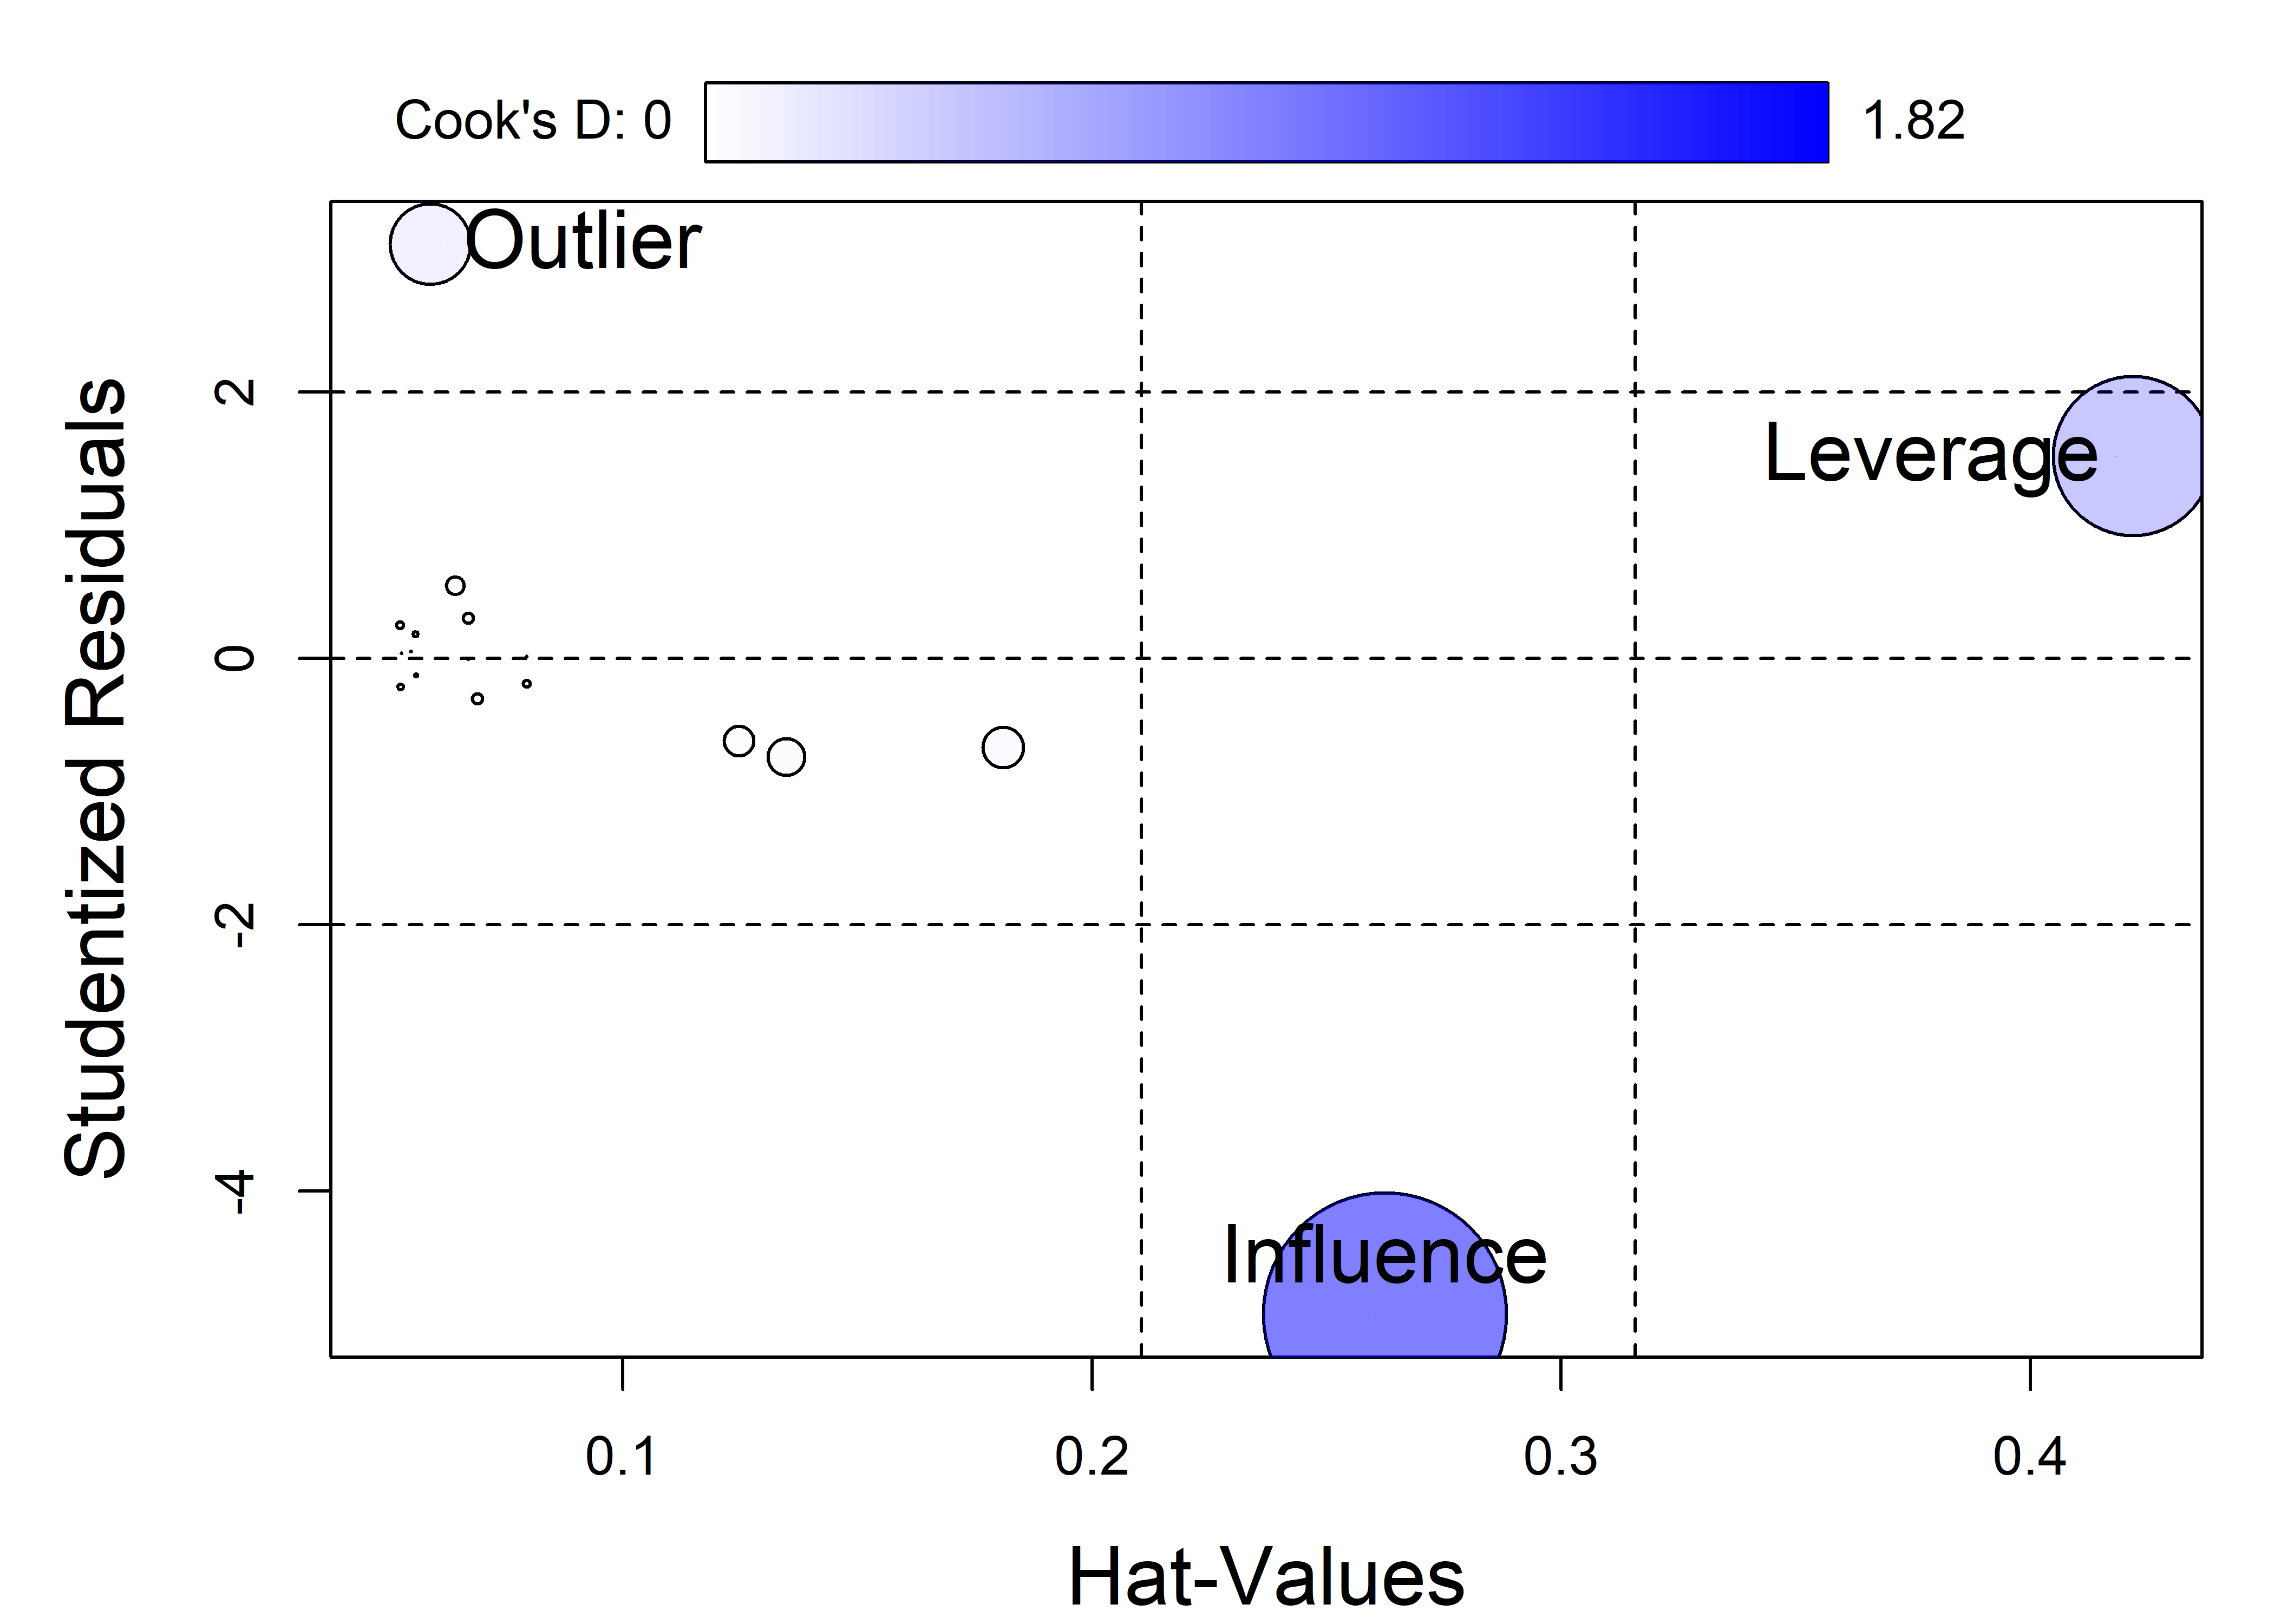 Cook's D: 0 1.82
Outlier
Leverage
Influence
Studentized Residuals
2
0
-2
-4
0.1 0.2 0.3 0.4
Hat-Values